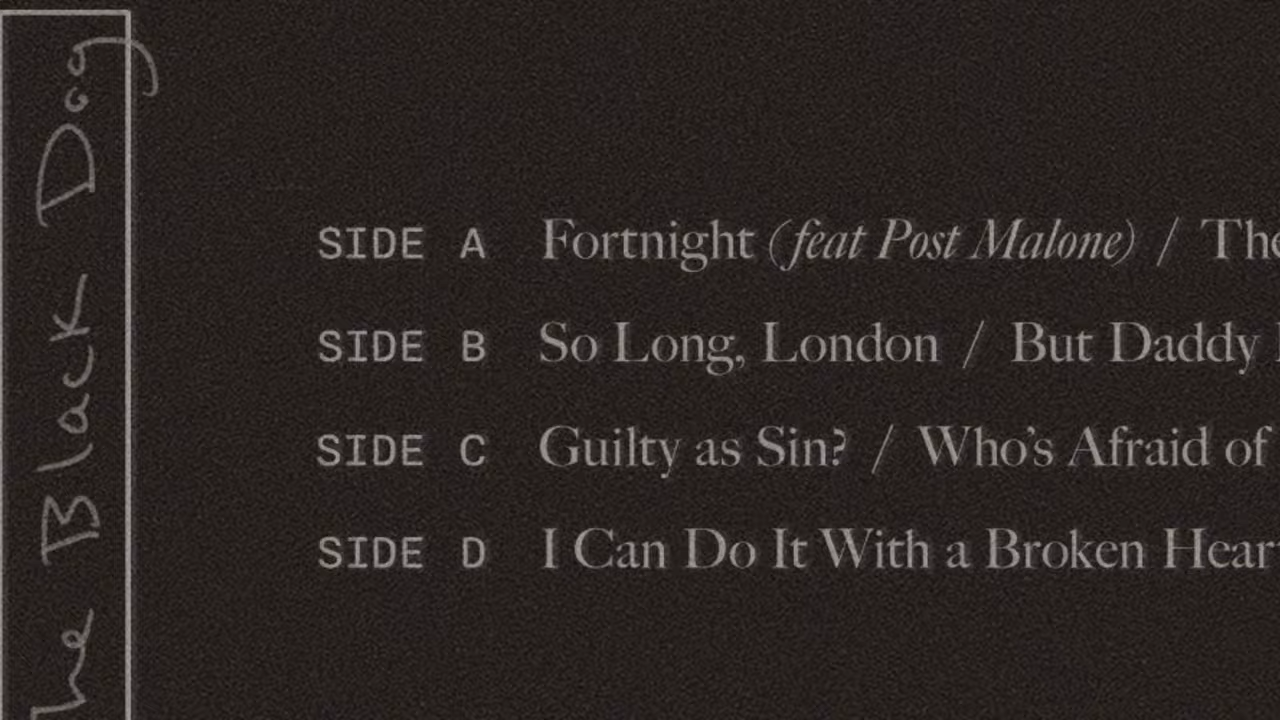 The Black Dog
SIDE A Fortnight (feat Post Malone) / The
SIDE B So Long, London / But Daddy
SIDE C Guilty as Sin? / Who's Afraid of
SIDE D I Can Do It With a Broken Heart